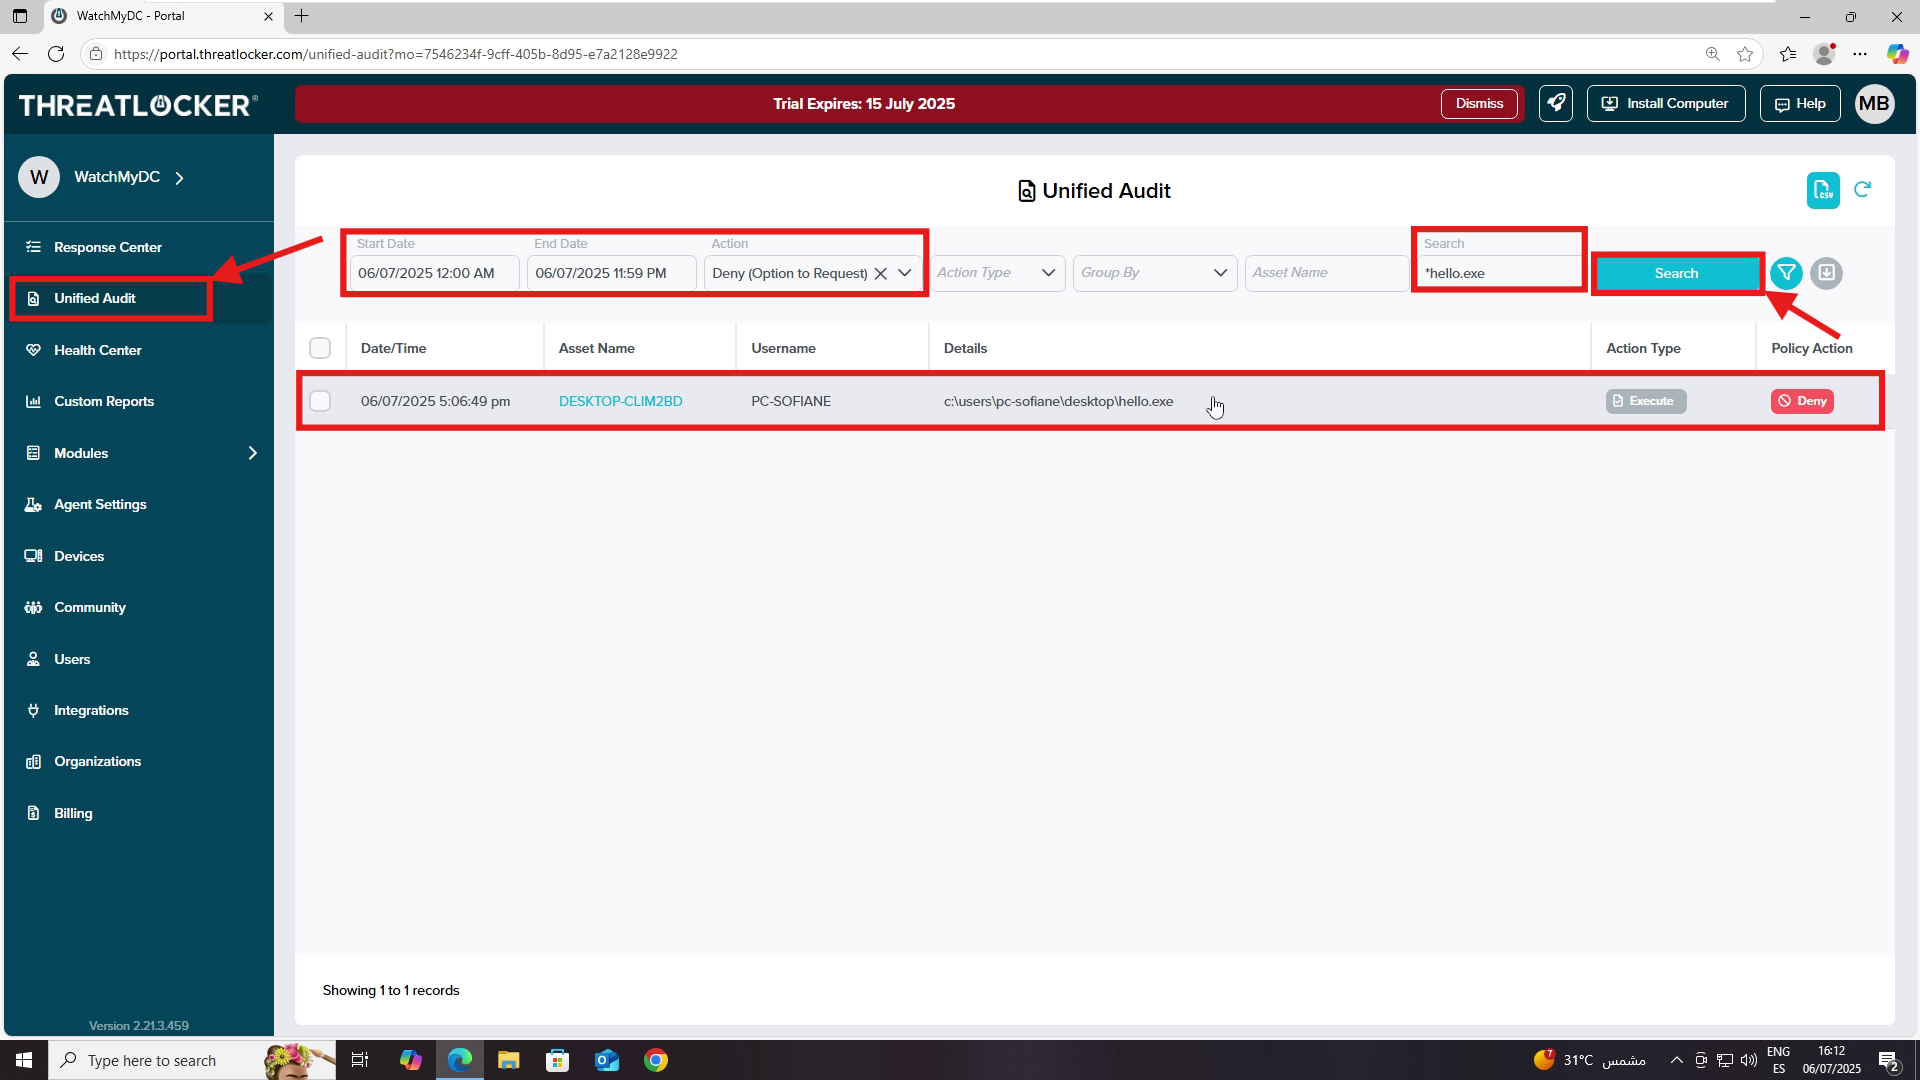 WatchMyDC - Portal
https://portal.threatlocker.com/unified-audit?mo=7546234f-9cff-405b-8d95-e7a2128e9922
THREATLOCKER®
Trial Expires: 15 July 2025
Dismiss
Install Computer
Help
MB
W
WatchMyDC
Response Center
Unified Audit
Health Center
Custom Reports
Modules
Agent Settings
Devices
Community
Users
Integrations
Organizations
Billing
Version 2.21.3.459
Unified Audit
CSV
Start Date
End Date
Action
Search
06/07/2025 12:00 AM
06/07/2025 11:59 PM
Deny (Option to Request)
Action Type
Group By
Asset Name
*hello.exe
Search
Date/Time
Asset Name
Username
Details
Action Type
Policy Action
06/07/2025 5:06:49 pm
DESKTOP-CLIM2BD
PC-SOFIANE
c:\users\pc-sofiane\desktop\hello.exe
Execute
Deny
Showing 1 to 1 records
Type here to search
7
31°C مشمس
ENG
ES
16:12
06/07/2025
2